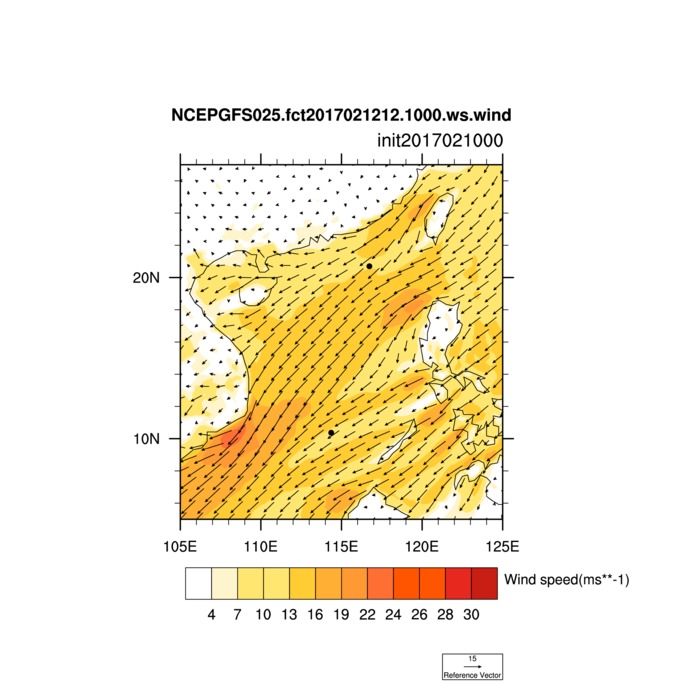 NCEPGFS025.fct2017021212.1000.ws.wind
init2017021000
20N
10N
105E 110E 115E 120E 125E
Wind speed(ms**-1)
4 7 10 13 16 19 22 24 26 28 30
15
Reference Vector